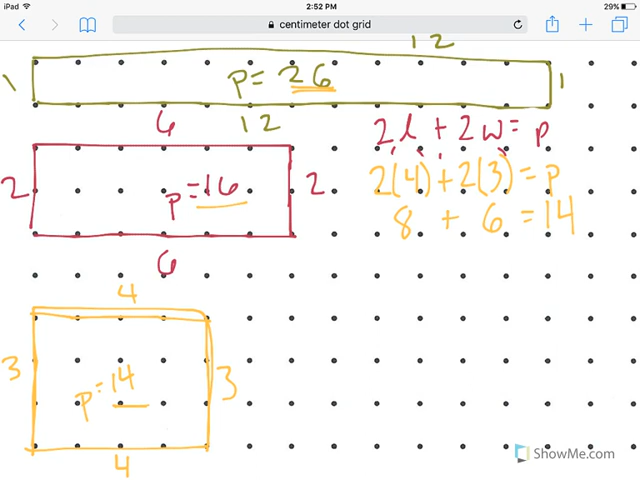 iPad 2:52 PM 29%
centimeter dot grid
12
1 p= 26 1
6 12
2l + 2w = p
2 p=16 2
2(4) + 2(3) = p
8 + 6 = 14
6
4
3 p=14 3
4
ShowMe.com